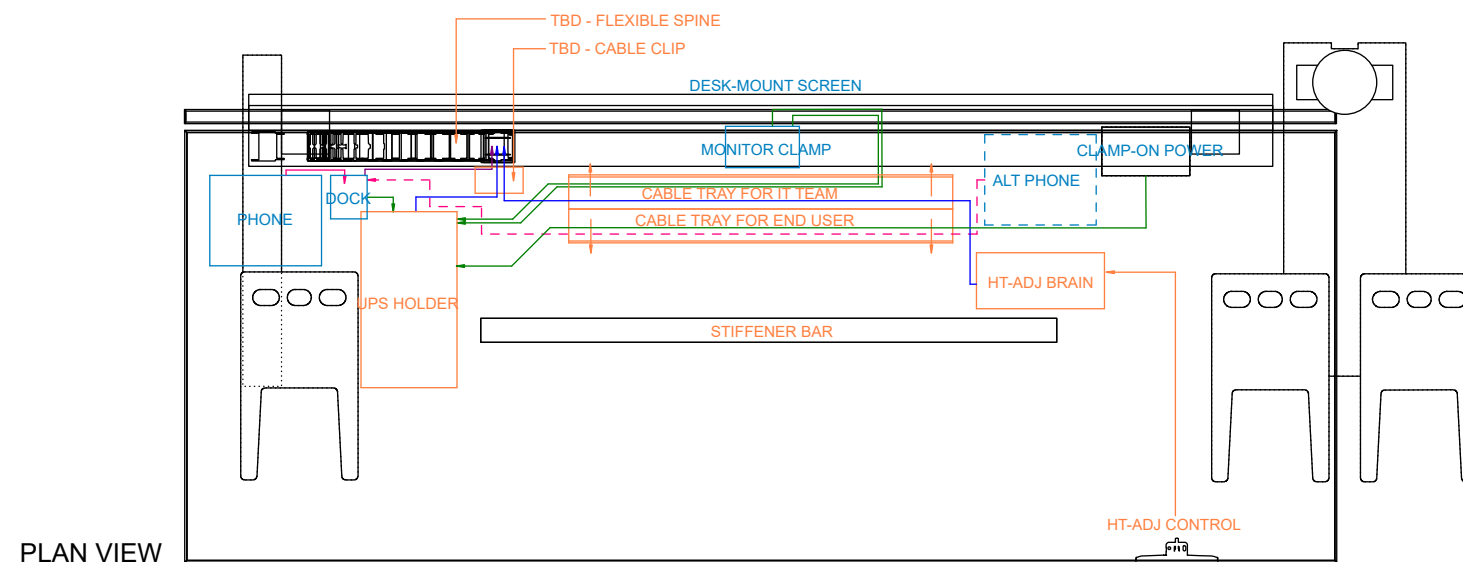 TBD - FLEXIBLE SPINE
TBD - CABLE CLIP
DESK-MOUNT SCREEN
MONITOR CLAMP
CLAMP-ON POWER
ALT PHONE
CABLE TRAY FOR IT TEAM
DOCK
PHONE
CABLE TRAY FOR END USER
HT-ADJ BRAIN
UPS HOLDER
STIFFENER BAR
HT-ADJ CONTROL
PLAN VIEW